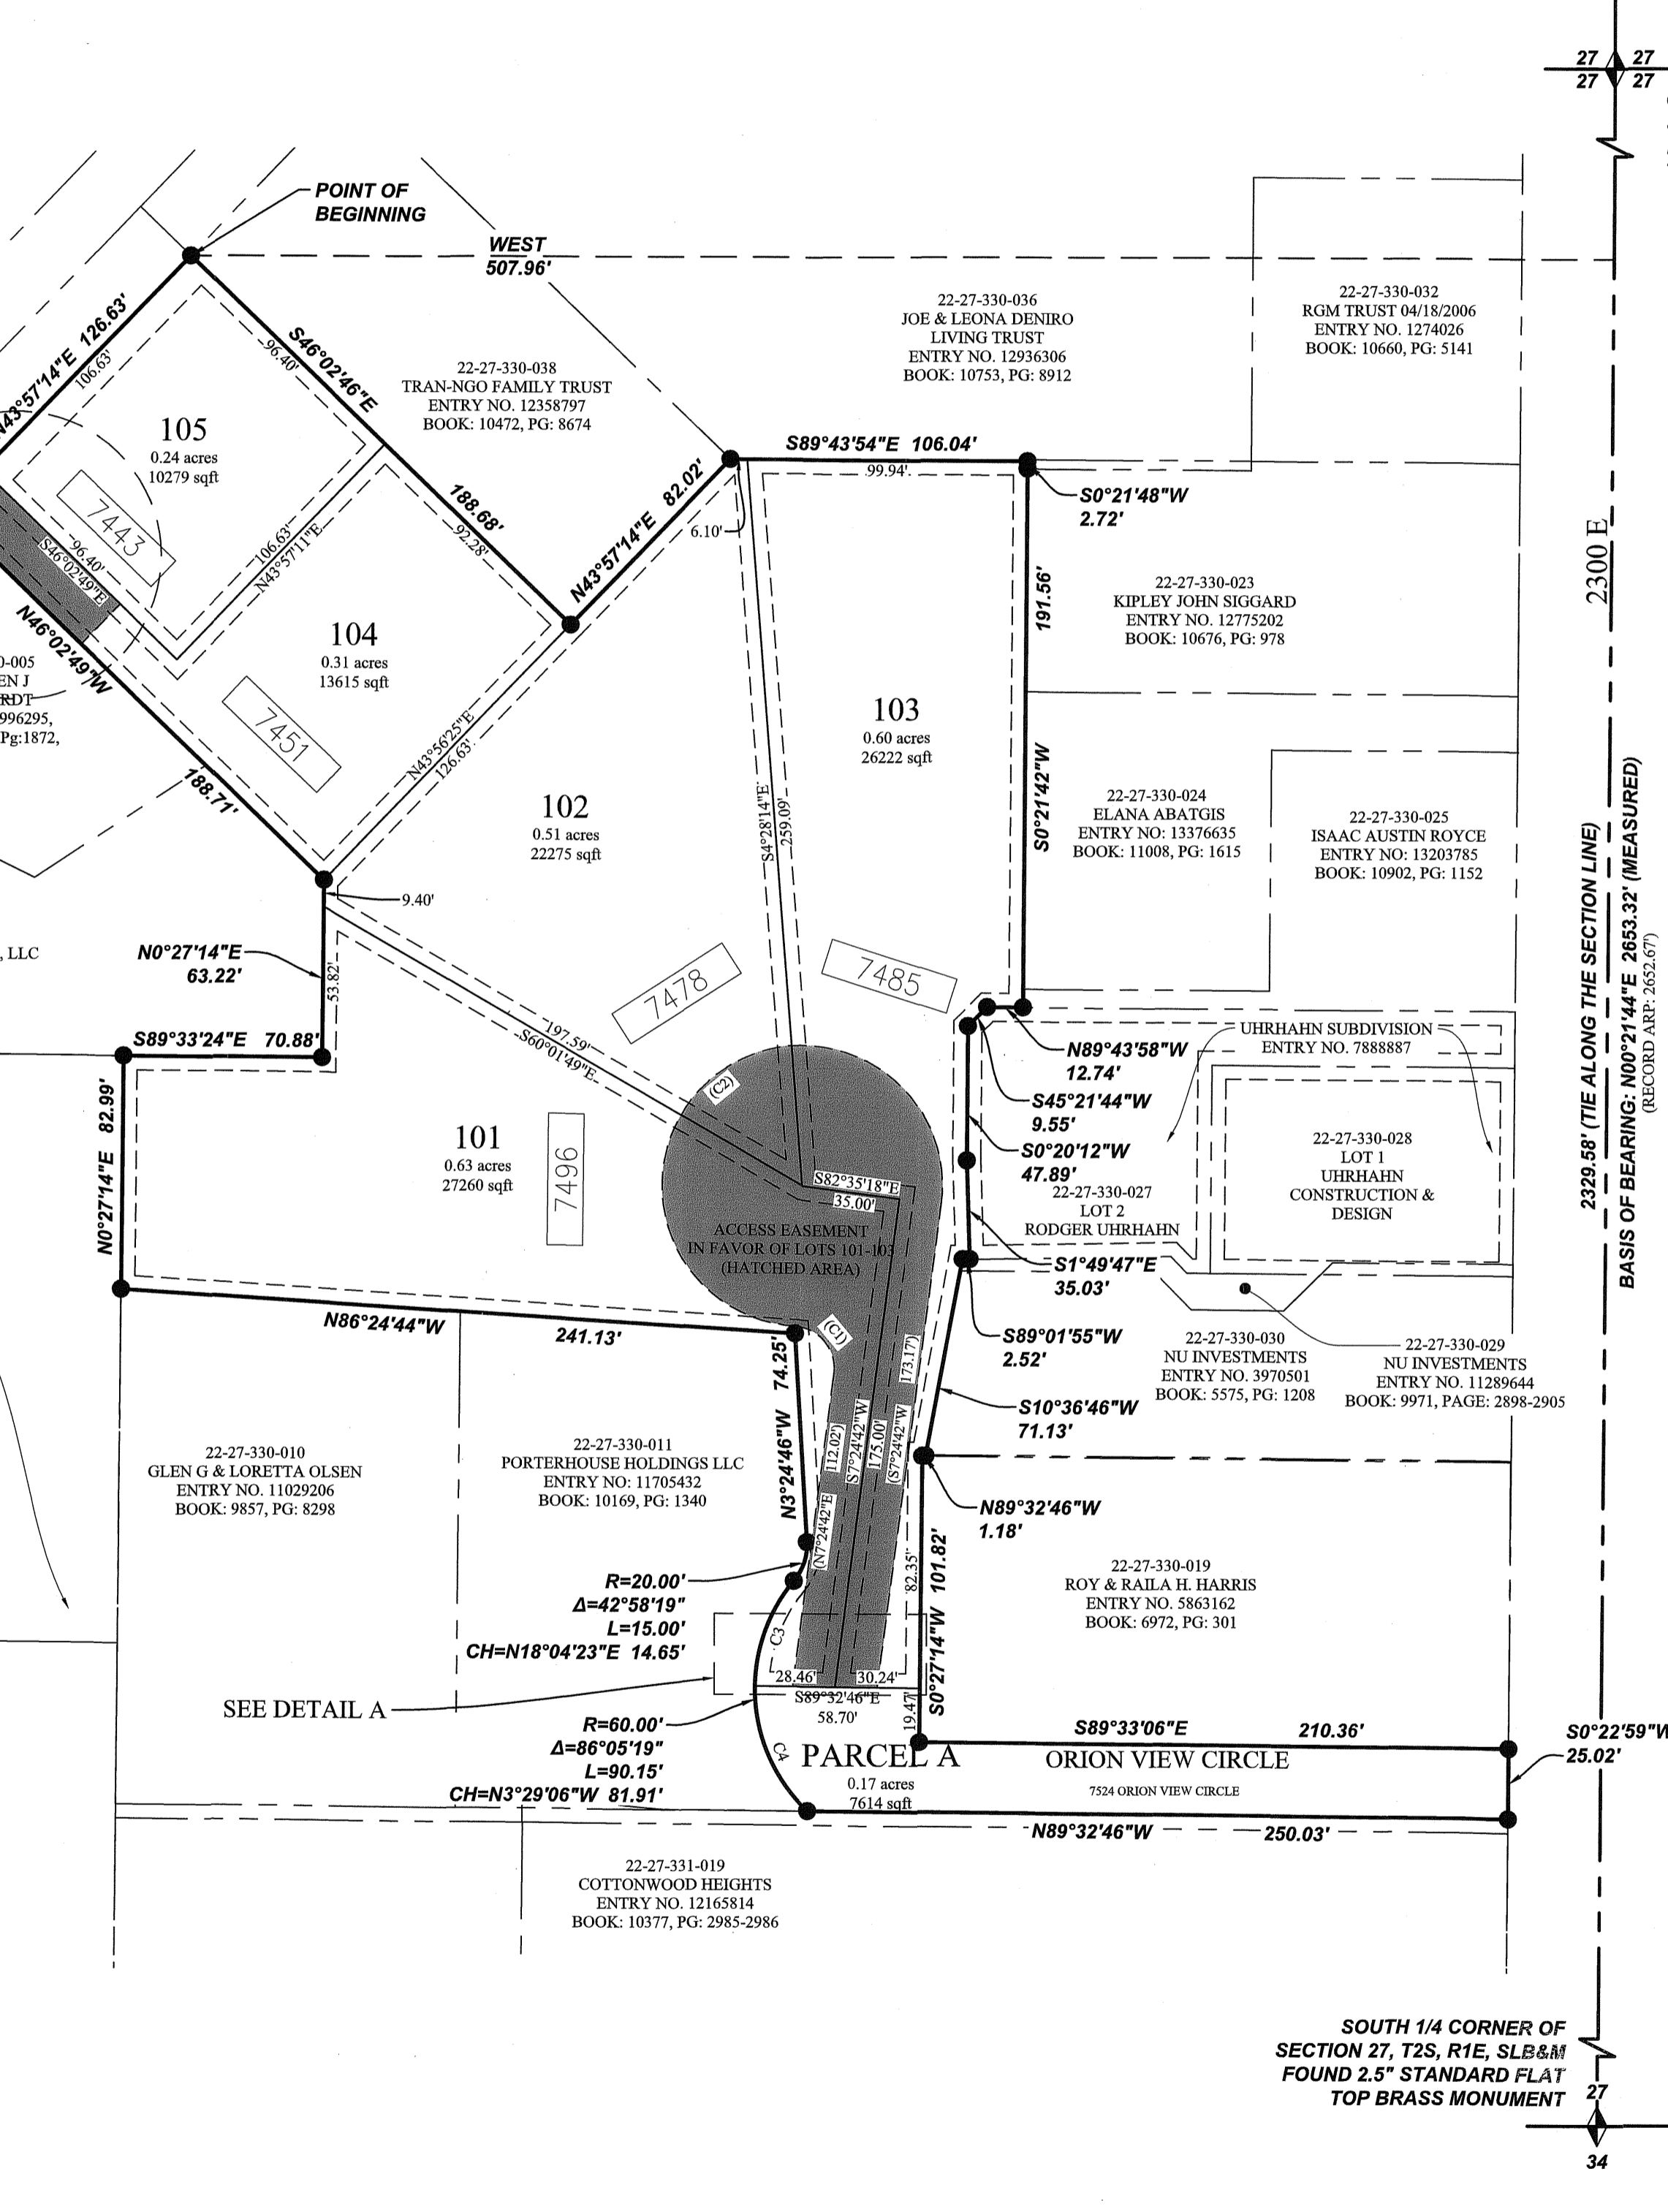 27 27
27 27
POINT OF
BEGINNING
WEST
507.96'
N43°57'14"E 126.63'
106.63'
S46°02'46"E
96.40'
188.68'
92.28'
105
0.24 acres
10279 sqft
7443
96.40'
S46°02'49"E
106.63'
N43°57'11"E
22-27-330-038
TRAN-NGO FAMILY TRUST
ENTRY NO. 12358797
BOOK: 10472, PG: 8674
22-27-330-036
JOE & LEONA DENIRO
LIVING TRUST
ENTRY NO. 12936306
BOOK: 10753, PG: 8912
22-27-330-032
RGM TRUST 04/18/2006
ENTRY NO. 1274026
BOOK: 10660, PG: 5141
N43°57'14"E 82.02'
S89°43'54"E 106.04'
99.94'
6.10'
S0°21'48"W
2.72'
191.56'
S0°21'42"W
2300 E
22-27-330-023
KIPLEY JOHN SIGGARD
ENTRY NO. 12775202
BOOK: 10676, PG: 978
104
0.31 acres
13615 sqft
7451
N46°02'49"W
188.71'
0-005
EN J
RDT
996295,
Pg:1872,
N43°56'25"E
126.63'
102
0.51 acres
22275 sqft
7478
103
0.60 acres
26222 sqft
7485
S4°28'14"E
259.09'
22-27-330-024
ELANA ABATGIS
ENTRY NO: 13376635
BOOK: 11008, PG: 1615
22-27-330-025
ISAAC AUSTIN ROYCE
ENTRY NO: 13203785
BOOK: 10902, PG: 1152
2329.58' (TIE ALONG THE SECTION LINE)
BASIS OF BEARING: N00°21'44"E 2653.32' (MEASURED)
(RECORD ARP: 2652.67')
9.40'
, LLC
N0°27'14"E
63.22'
53.82'
S89°33'24"E 70.88'
N0°27'14"E 82.99'
197.59'
S60°01'49"E
(C2)
101
0.63 acres
27260 sqft
7496
S82°35'18"E
35.00'
ACCESS EASEMENT
IN FAVOR OF LOTS 101-103
(HATCHED AREA)
UHRHAHN SUBDIVISION
ENTRY NO. 7888887
N89°43'58"W
12.74'
S45°21'44"W
9.55'
S0°20'12"W
47.89'
22-27-330-027
LOT 2
RODGER UHRHAHN
22-27-330-028
LOT 1
UHRHAHN
CONSTRUCTION &
DESIGN
S1°49'47"E
35.03'
S89°01'55"W
2.52'
S10°36'46"W
71.13'
22-27-330-030
NU INVESTMENTS
ENTRY NO. 3970501
BOOK: 5575, PG: 1208
22-27-330-029
NU INVESTMENTS
ENTRY NO. 11289644
BOOK: 9971, PAGE: 2898-2905
N86°24'44"W
241.13'
(C1)
N3°24'46"W 74.25'
(N7°24'42"E
112.02')
S7°24'42"W
175.00'
(S7°24'42"W
173.17')
22-27-330-010
GLEN G & LORETTA OLSEN
ENTRY NO. 11029206
BOOK: 9857, PG: 8298
22-27-330-011
PORTERHOUSE HOLDINGS LLC
ENTRY NO: 11705432
BOOK: 10169, PG: 1340
N89°32'46"W
1.18'
22-27-330-019
ROY & RAILA H. HARRIS
ENTRY NO. 5863162
BOOK: 6972, PG: 301
R=20.00'
Δ=42°58'19"
L=15.00'
CH=N18°04'23"E 14.65'
C3
82.35'
S0°27'14"W 101.82'
28.46'
30.24'
S89°32'46"E
58.70'
19.47'
SEE DETAIL A
R=60.00'
Δ=86°05'19"
L=90.15'
CH=N3°29'06"W 81.91'
C4
PARCEL A
0.17 acres
7614 sqft
S89°33'06"E 210.36'
ORION VIEW CIRCLE
7524 ORION VIEW CIRCLE
S0°22'59"W
25.02'
N89°32'46"W 250.03'
22-27-331-019
COTTONWOOD HEIGHTS
ENTRY NO. 12165814
BOOK: 10377, PG: 2985-2986
SOUTH 1/4 CORNER OF
SECTION 27, T2S, R1E, SLB&M
FOUND 2.5" STANDARD FLAT
TOP BRASS MONUMENT
27
34